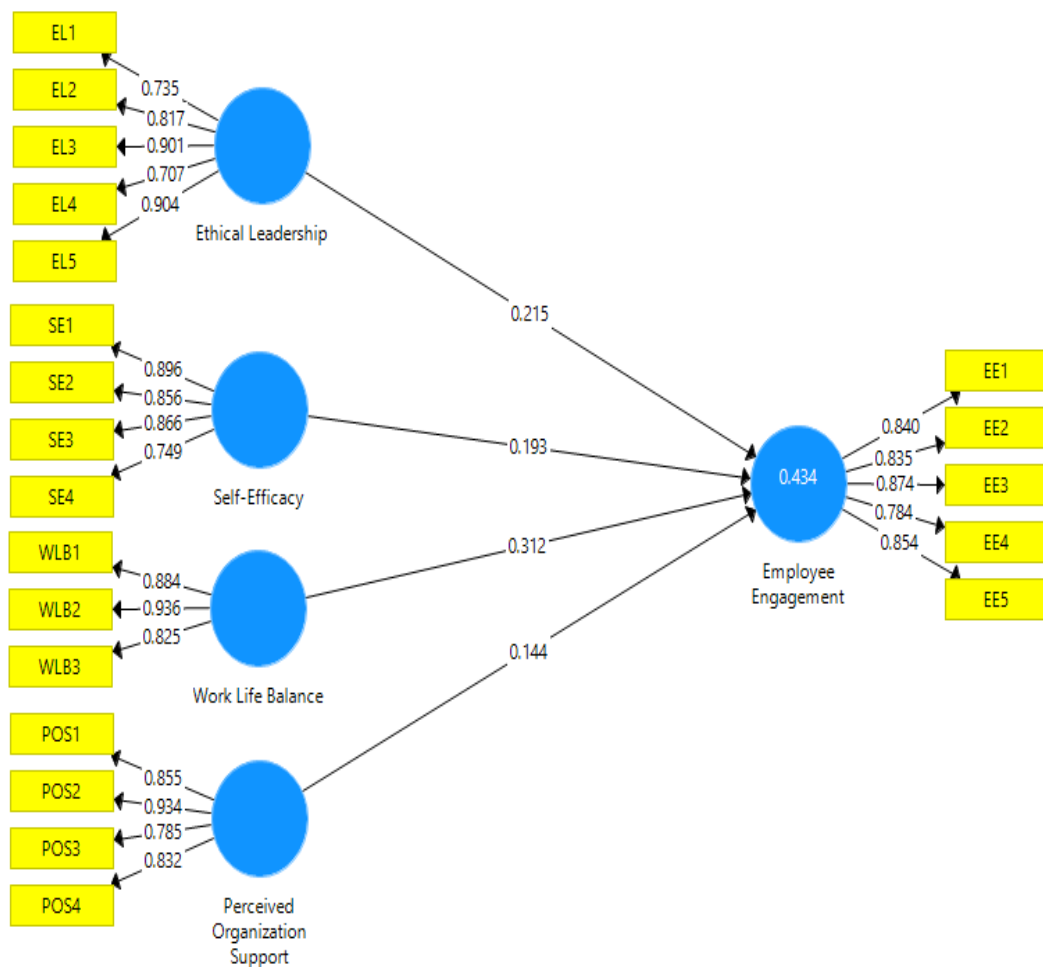 EL1
0.735
EL2
0.817
EL3
0.901
EL4
0.707
EL5
0.904
Ethical Leadership
SE1
0.896
SE2
0.856
SE3
0.866
SE4
0.749
Self-Efficacy
WLB1
0.884
WLB2
0.936
WLB3
0.825
Work Life Balance
POS1
0.855
POS2
0.934
POS3
0.785
POS4
0.832
Perceived
Organization
Support
0.215
0.193
0.312
0.144
0.434
Employee
Engagement
EE1
0.840
EE2
0.835
EE3
0.874
EE4
0.784
EE5
0.854